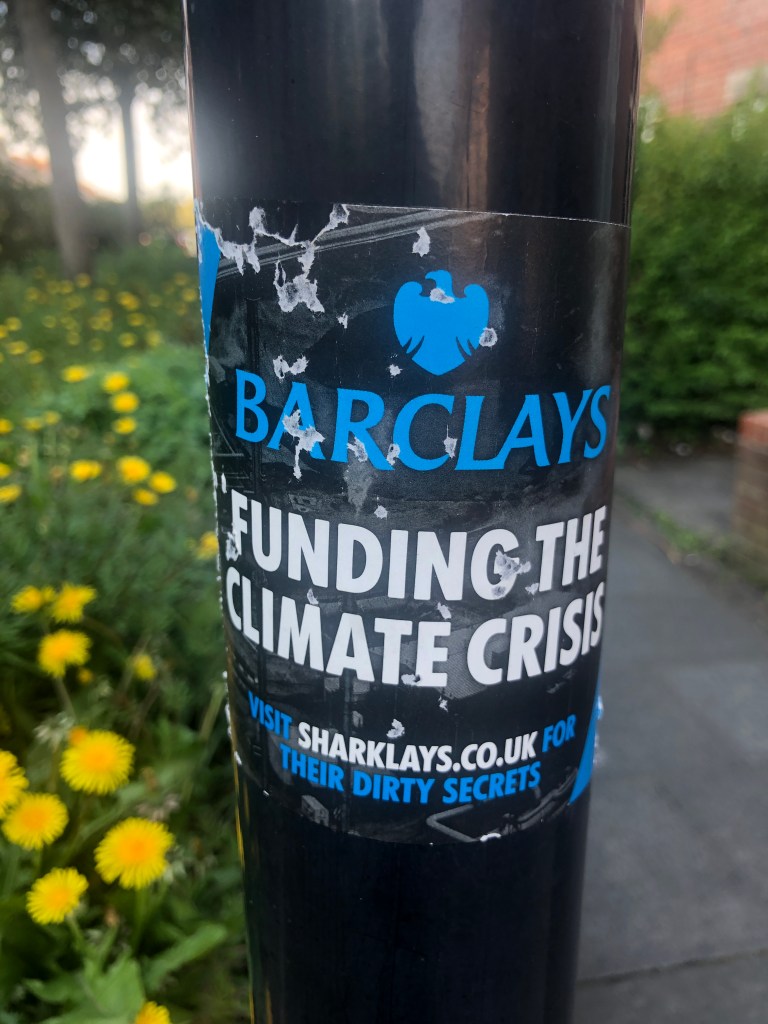 BARCLAYS
FUNDING THE
CLIMATE CRISIS
VISIT SHARKLAYS.CO.UK FOR
THEIR DIRTY SECRETS